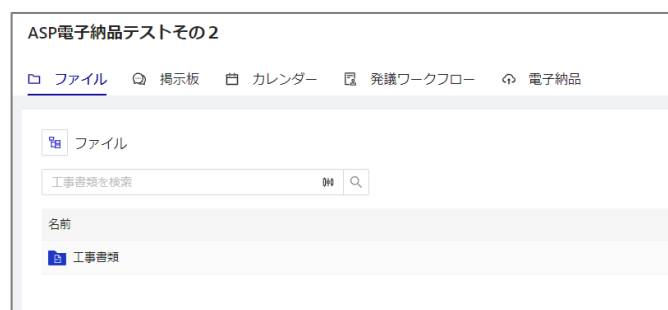 ASP電子納品テストその２
ファイル 掲示板 カレンダー 発議ワークフロー 電子納品
ファイル
工事書類を検索
名前
工事書類